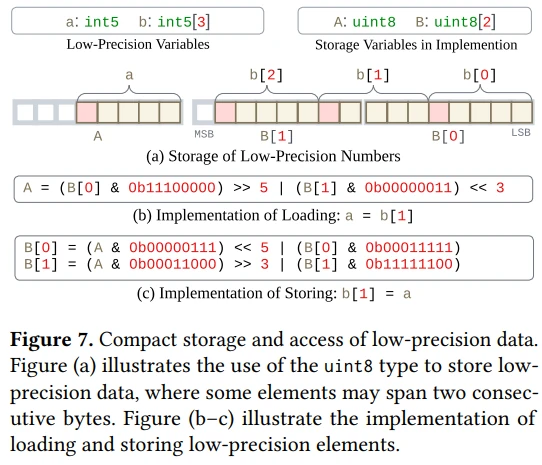 a: int5 b: int5[3]
A: uint8 B: uint8[2]
Low-Precision Variables
Storage Variables in Implemention
a
b[2]
b[1]
b[0]
A
MSB
B[1]
B[0]
LSB
(a) Storage of Low-Precision Numbers
A = (B[0] & 0b11100000) >> 5 | (B[1] & 0b00000011) << 3
(b) Implementation of Loading: a = b[1]
B[0] = (A & 0b00000111) << 5 | (B[0] & 0b00011111)
B[1] = (A & 0b00011000) >> 3 | (B[1] & 0b11111100)
(c) Implementation of Storing: b[1] = a
Figure 7. Compact storage and access of low-precision data.
Figure (a) illustrates the use of the uint8 type to store low-
precision data, where some elements may span two consec-
utive bytes. Figure (b–c) illustrate the implementation of
loading and storing low-precision elements.